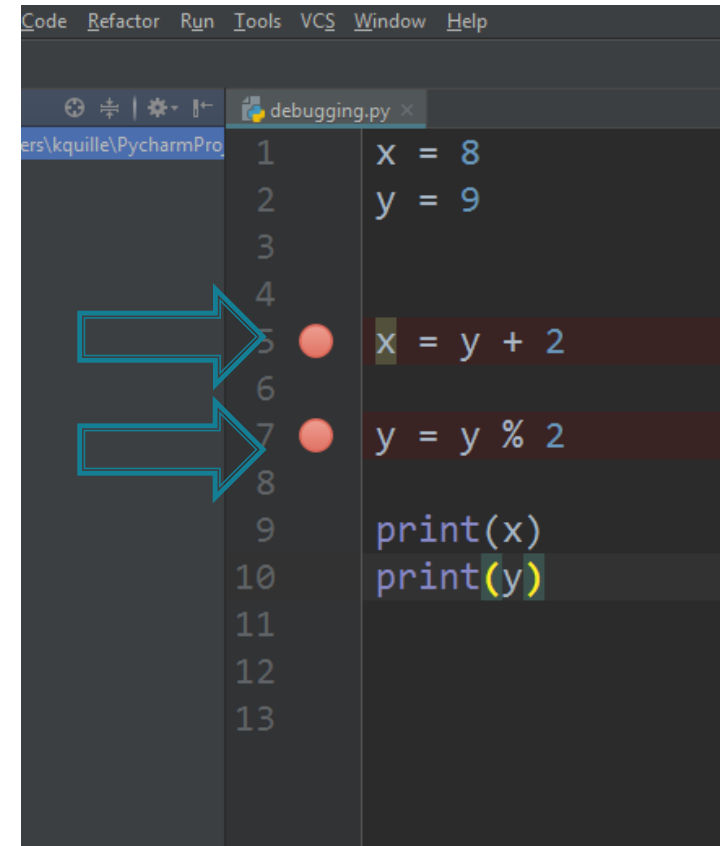 Code Refactor Run Tools VCS Window Help
debugging.py
ers\kquille\PycharmPro
1 x = 8
2 y = 9
3
4
5 x = y + 2
6
7 y = y % 2
8
9 print(x)
10 print(y)
11
12
13